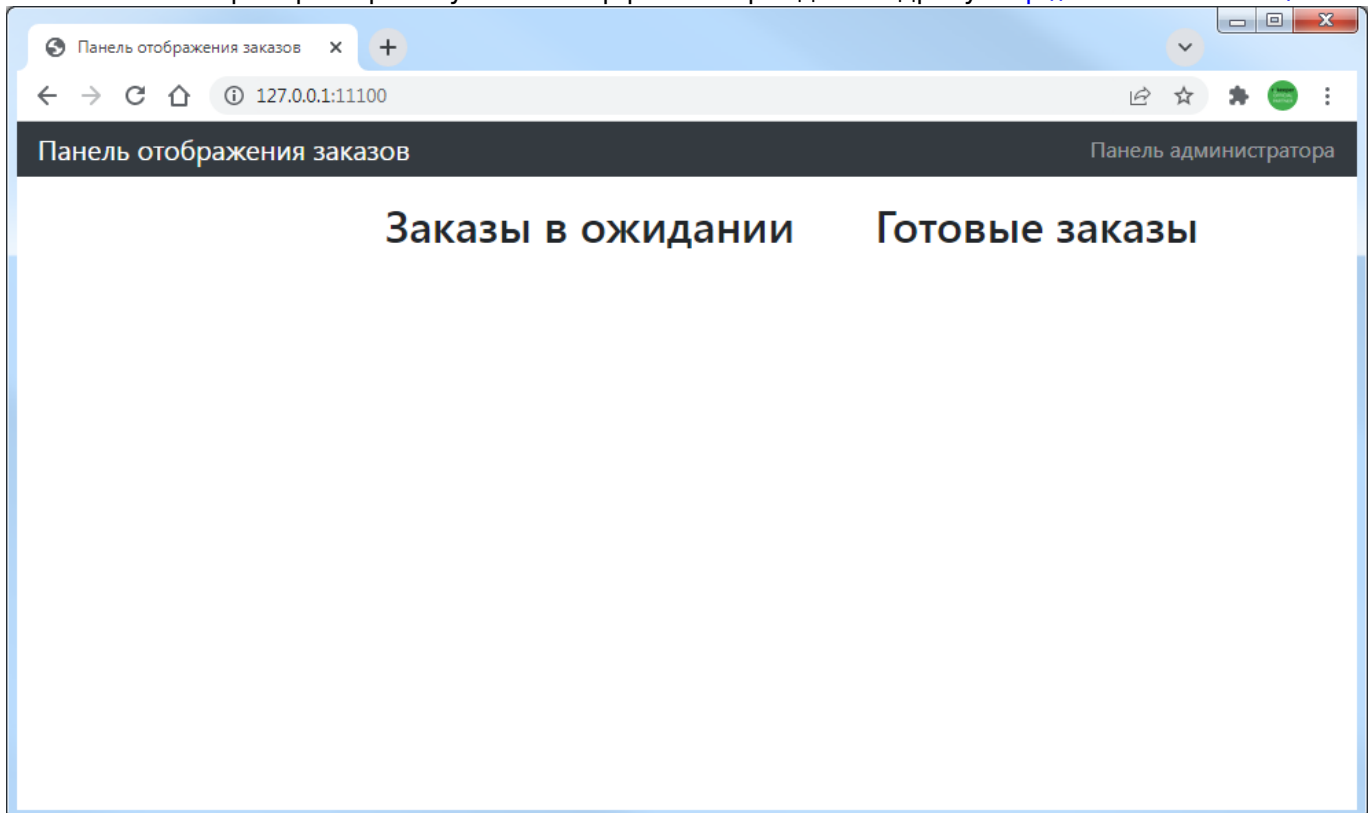 Панель отображения заказов
127.0.0.1:11100
Панель отображения заказов Панель администратора
Заказы в ожидании Готовые заказы